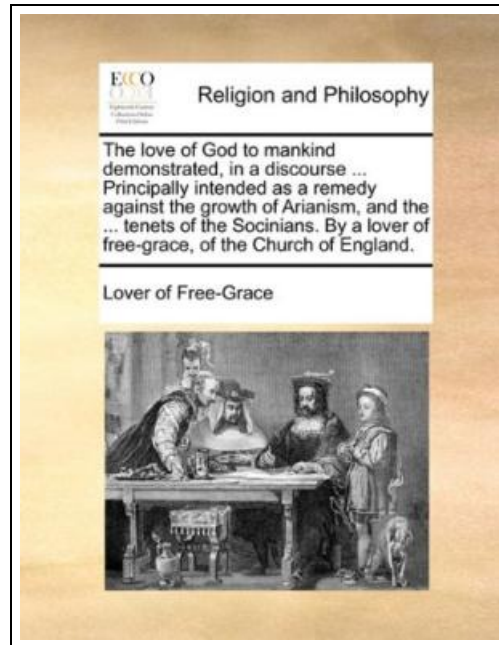 ECCO
Religion and Philosophy
The love of God to mankind
demonstrated, in a discourse ...
Principally intended as a remedy
against the growth of Arianism, and the
... tenets of the Socinians. By a lover of
free-grace, of the Church of England.
Lover of Free-Grace